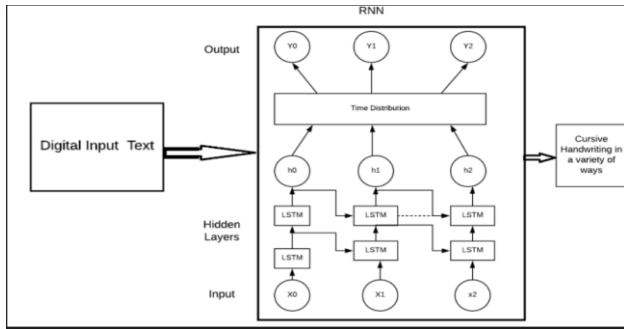 RNN
Output
Y0
Y1
Y2
Time Distribution
Digital Input Text
Cursive
Handwriting in
a variety of
ways
h0
h1
h2
Hidden
Layers
LSTM
LSTM
LSTM
LSTM
LSTM
LSTM
Input
X0
X1
x2